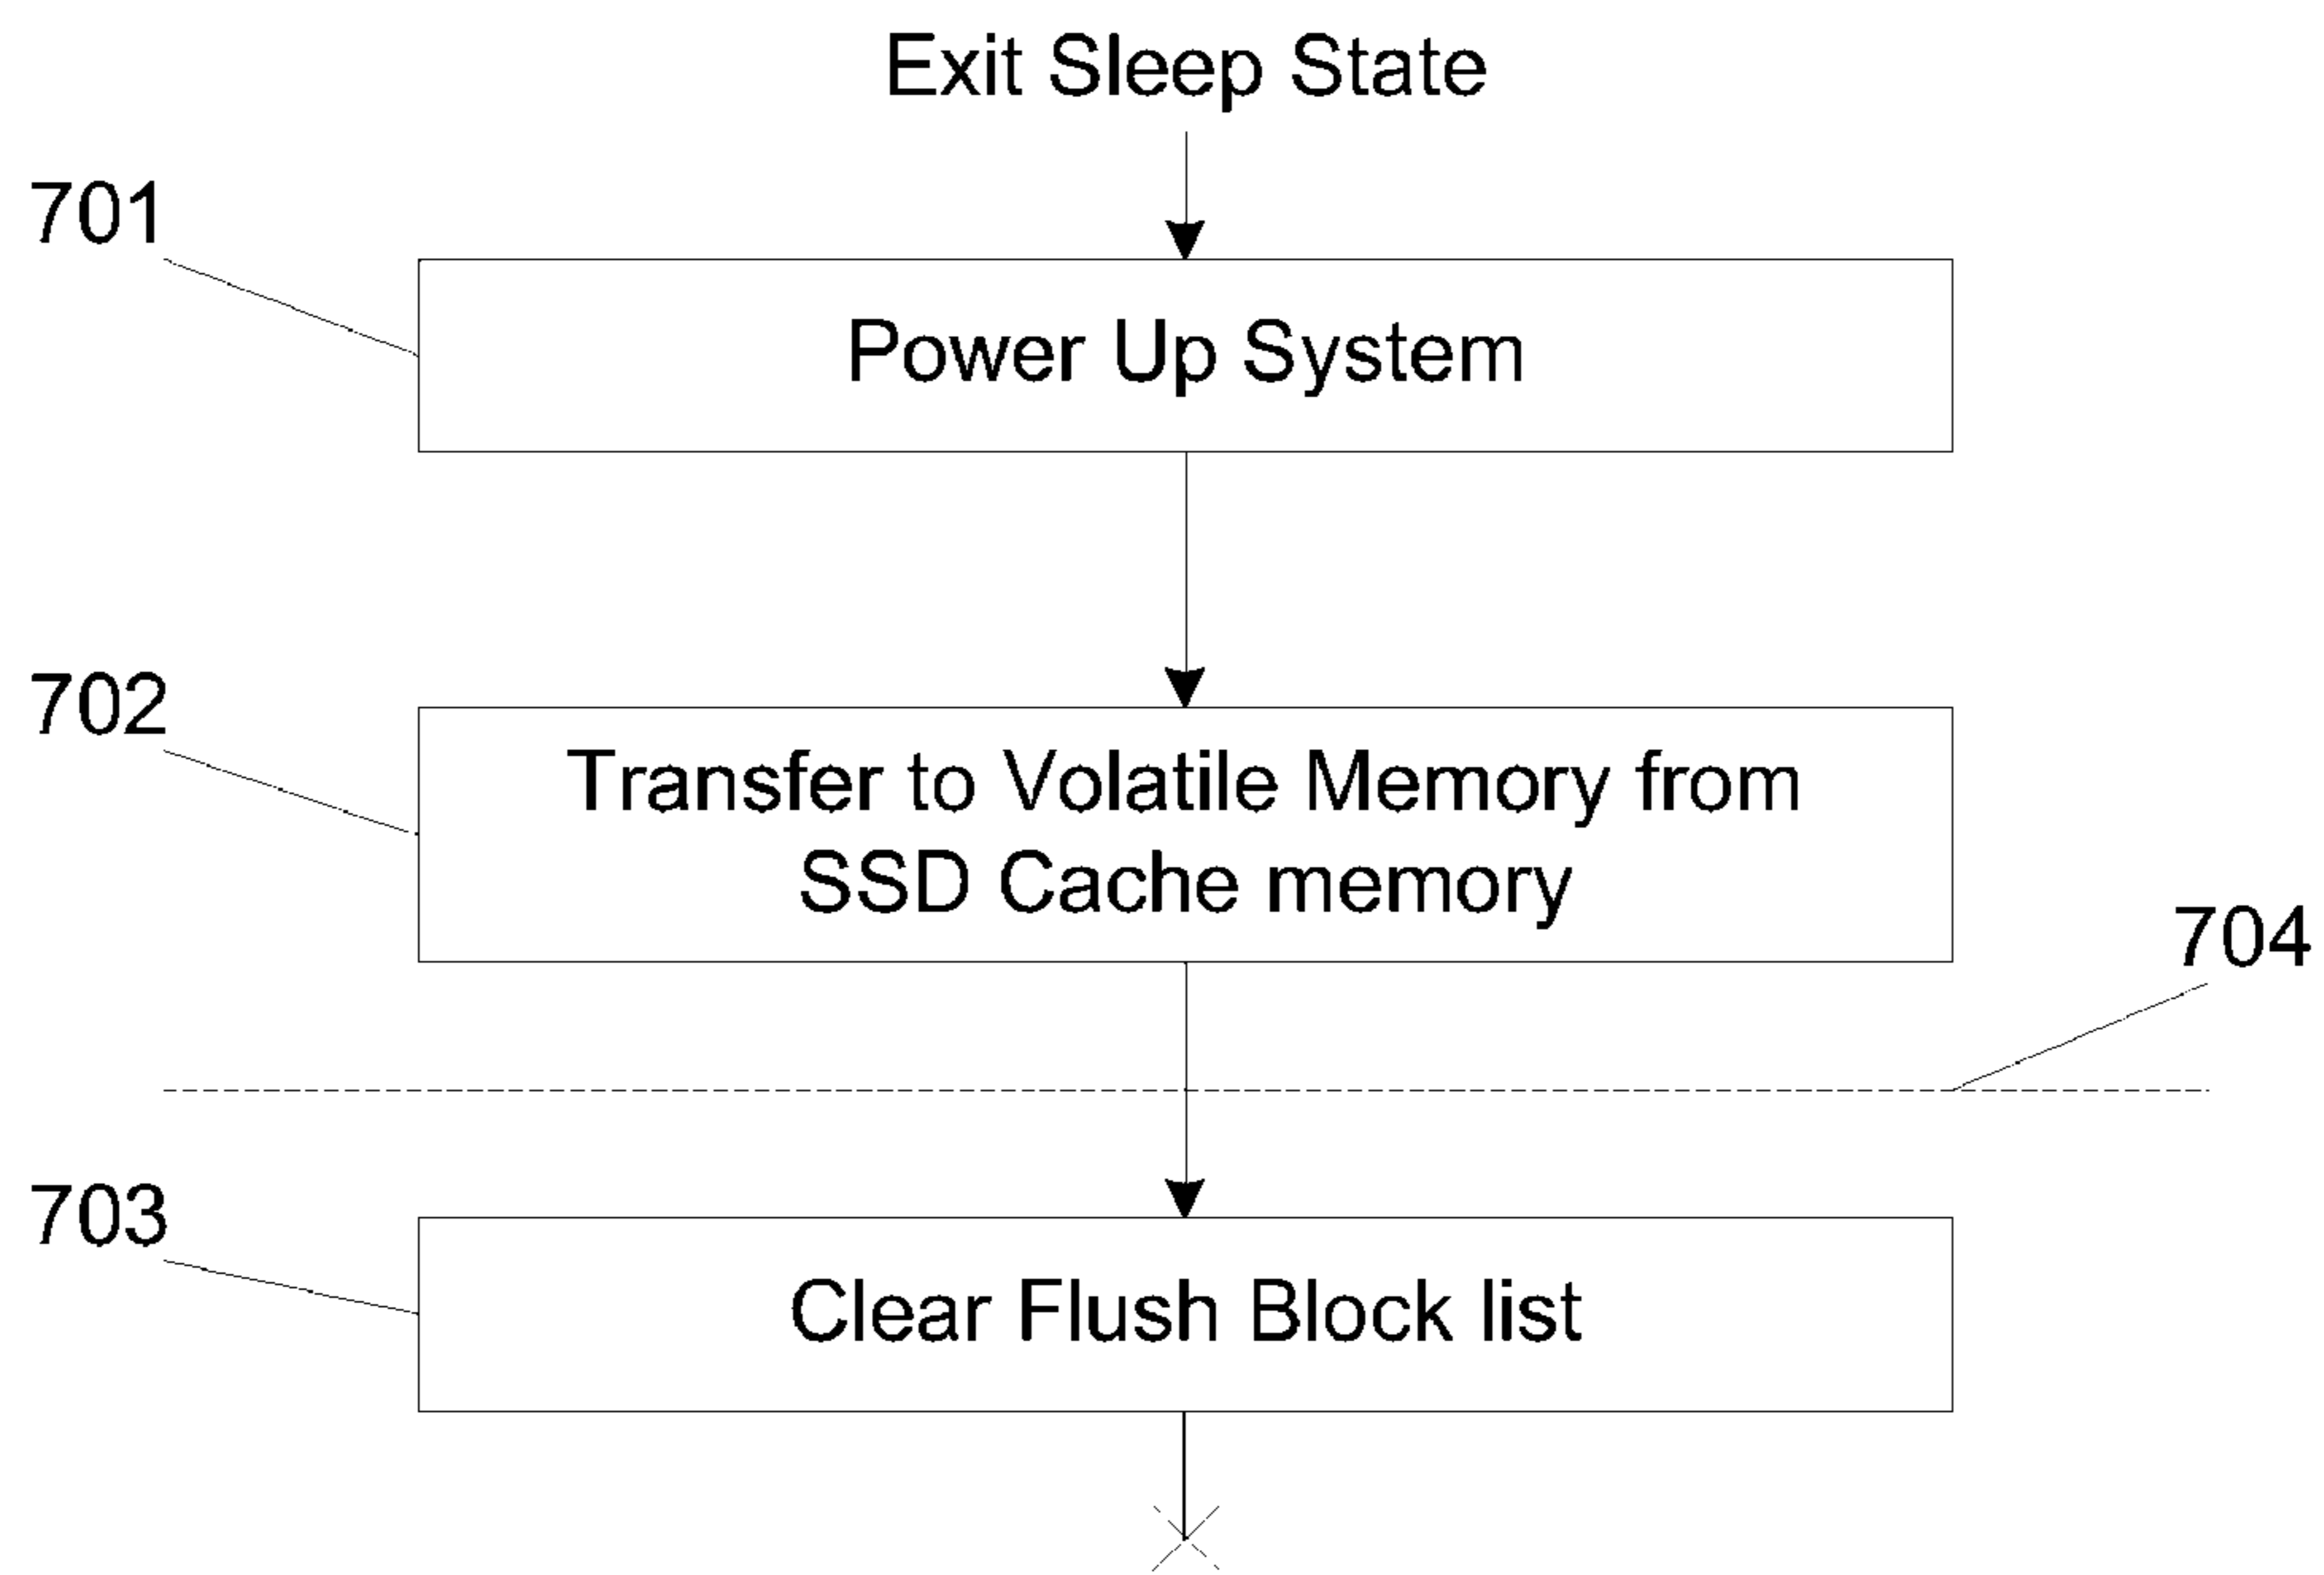 Exit Sleep State
701
Power Up System
702
Transfer to Volatile Memory from
SSD Cache memory
704
703
Clear Flush Block list